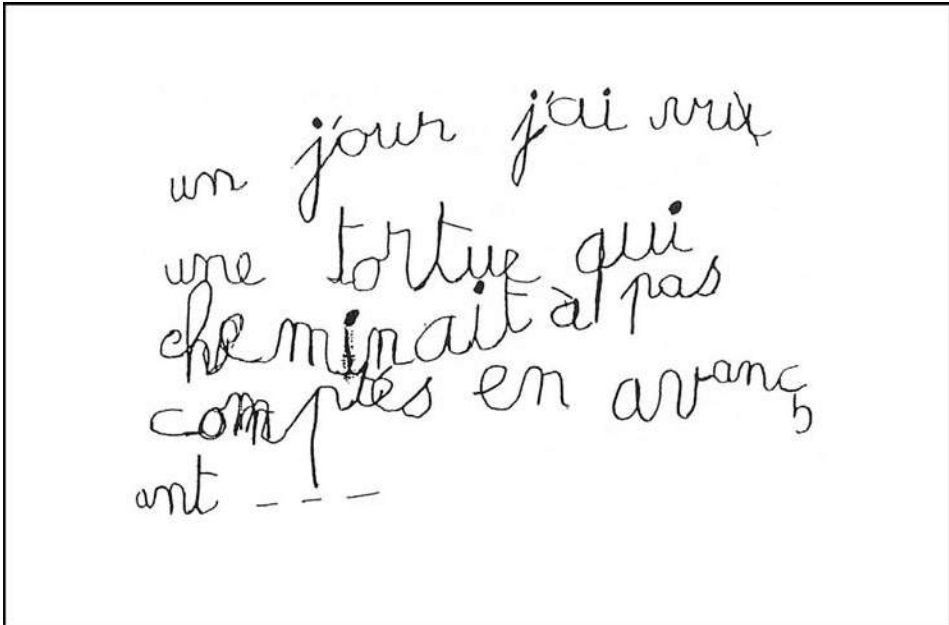 un jour j'ai vu
une tortue qui
cheminait à pas
comptés en avanç
ant _ _ _